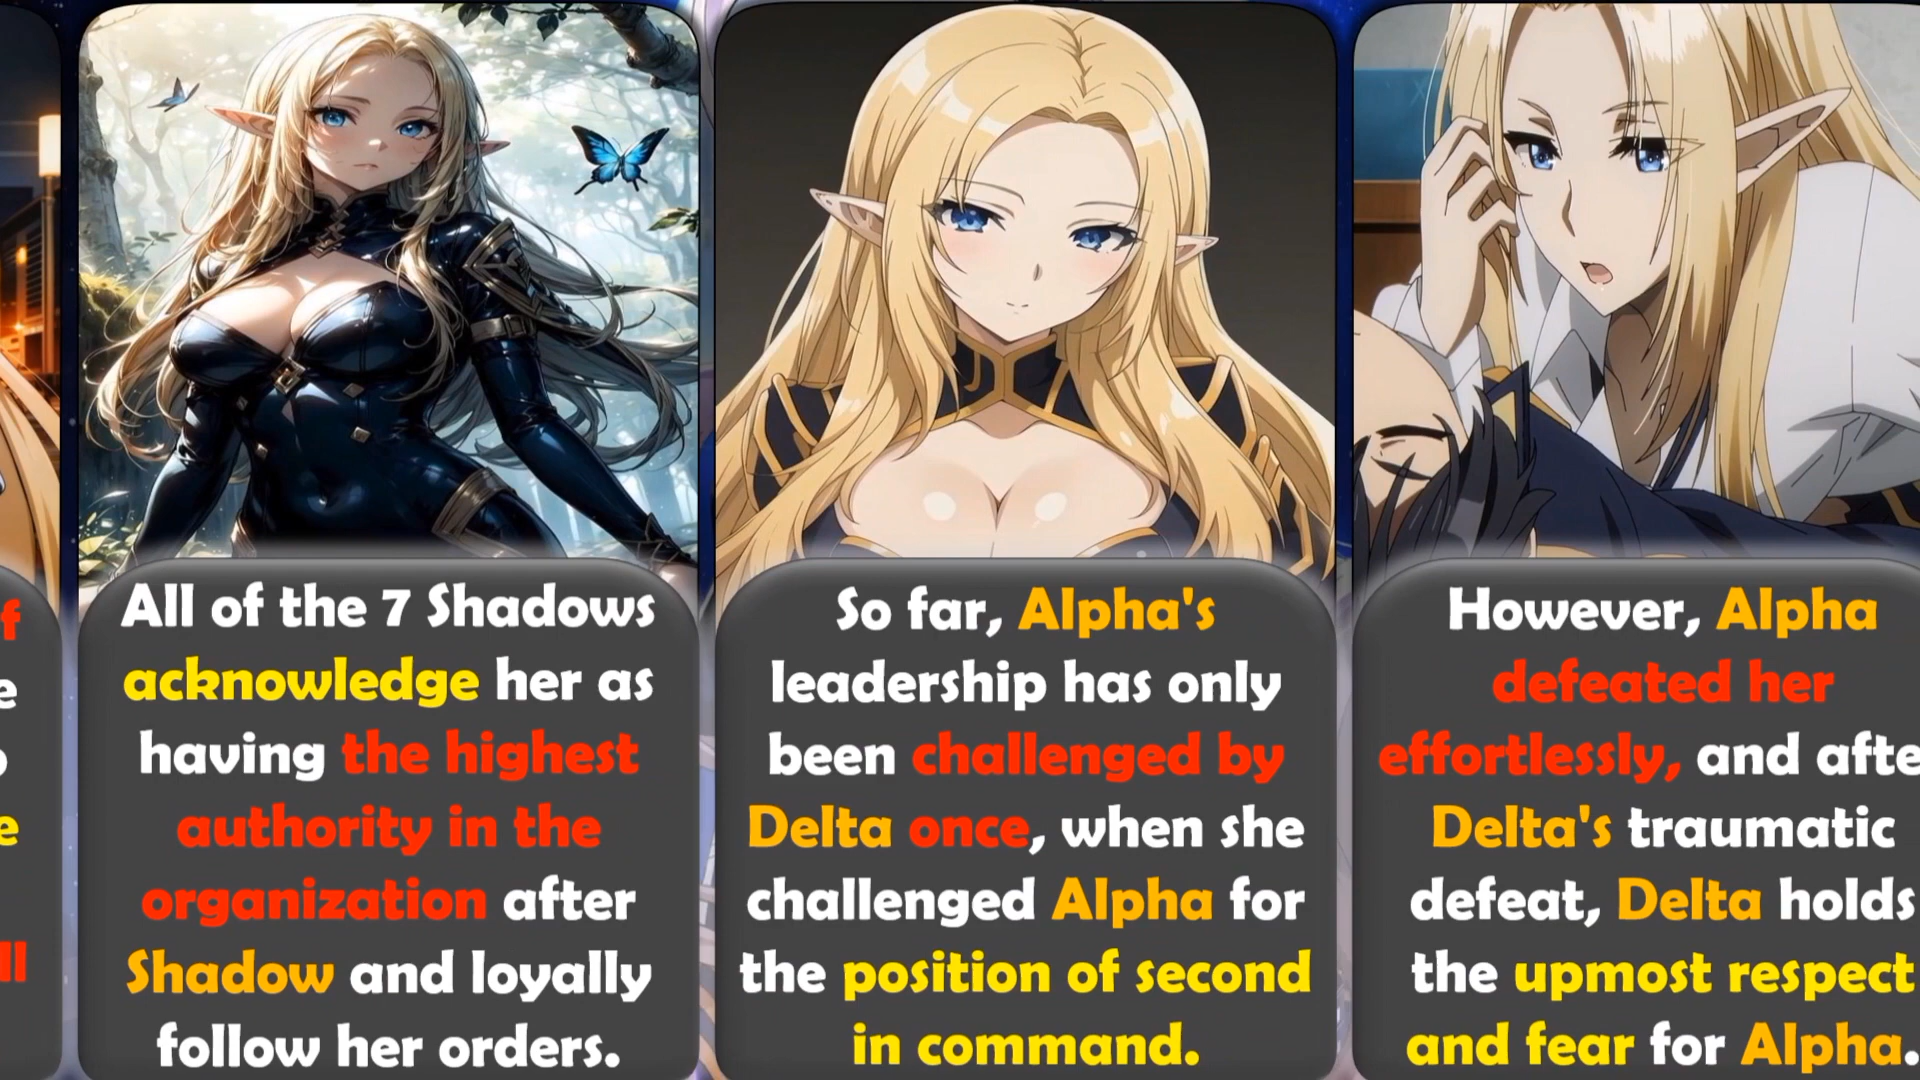 f
e
o
e
ll
All of the 7 Shadows
acknowledge her as
having the highest
authority in the
organization after
Shadow and loyally
follow her orders.
So far, Alpha's
leadership has only
been challenged by
Delta once, when she
challenged Alpha for
the position of second
in command.
However, Alpha
defeated her
effortlessly, and afte
Delta's traumatic
defeat, Delta holds
the upmost respect
and fear for Alpha.